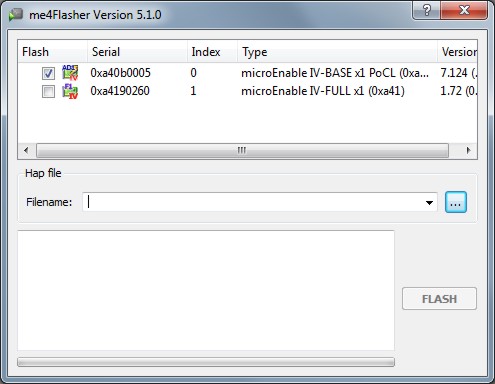 me4Flasher Version 5.1.0
Flash Serial Index Type Version
0xa40b0005 0 microEnable IV-BASE x1 PoCL (0xa... 7.124 (.
0xa4190260 1 microEnable IV-FULL x1 (0xa41) 1.72 (0.
Hap file
Filename: ...
FLASH